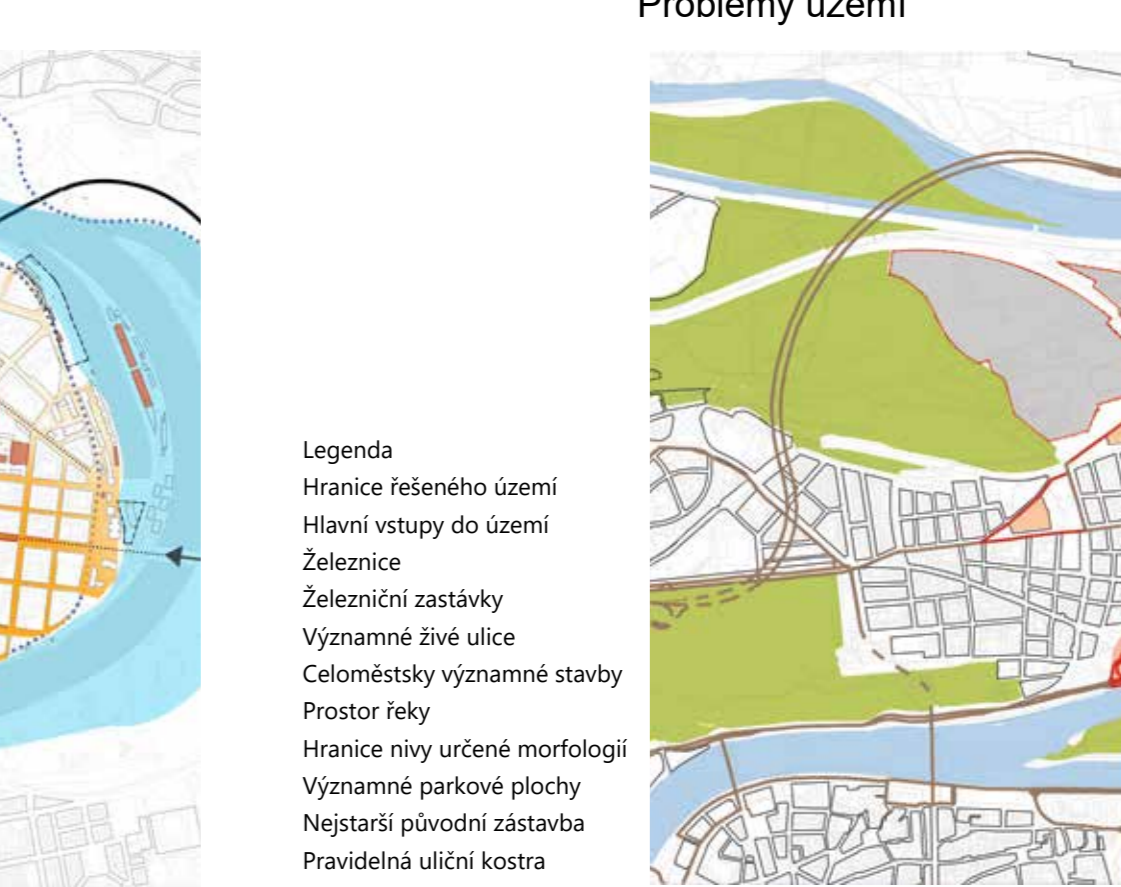 Problémy území
Legenda
Hranice řešeného území
Hlavní vstupy do území
Železnice
Železniční zastávky
Významné živé ulice
Celoměstsky významné stavby
Prostor řeky
Hranice nivy určené morfologií
Významné parkové plochy
Nejstarší původní zástavba
Pravidelná uliční kostra